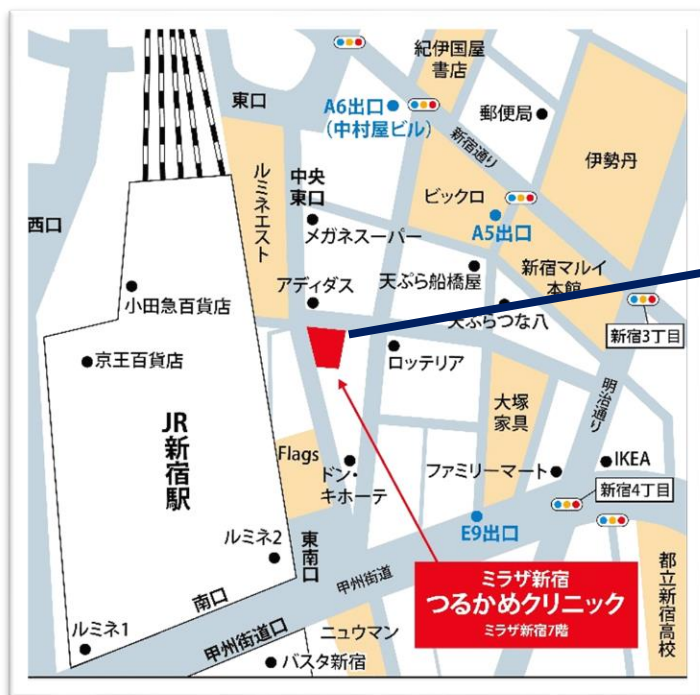 紀伊国屋
書店
東口
A6出口
(中村屋ビル)
郵便局
新宿通り
伊勢丹
ルミネエスト
中央
東口
ビックロ
西口
メガネスーパー
A5出口
新宿マルイ
本館
小田急百貨店
アディダス
天ぷら船橋屋
天ぷらつな八
新宿3丁目
京王百貨店
ロッテリア
明治通り
JR新宿駅
大塚
家具
Flags
ドン・
キホーテ
ファミリーマート
IKEA
新宿4丁目
E9出口
ルミネ2
東南口
甲州街道
南口
ミラザ新宿
つるかめクリニック
ミラザ新宿7階
都立新宿高校
ルミネ1
甲州街道口
ニュウマン
バスタ新宿